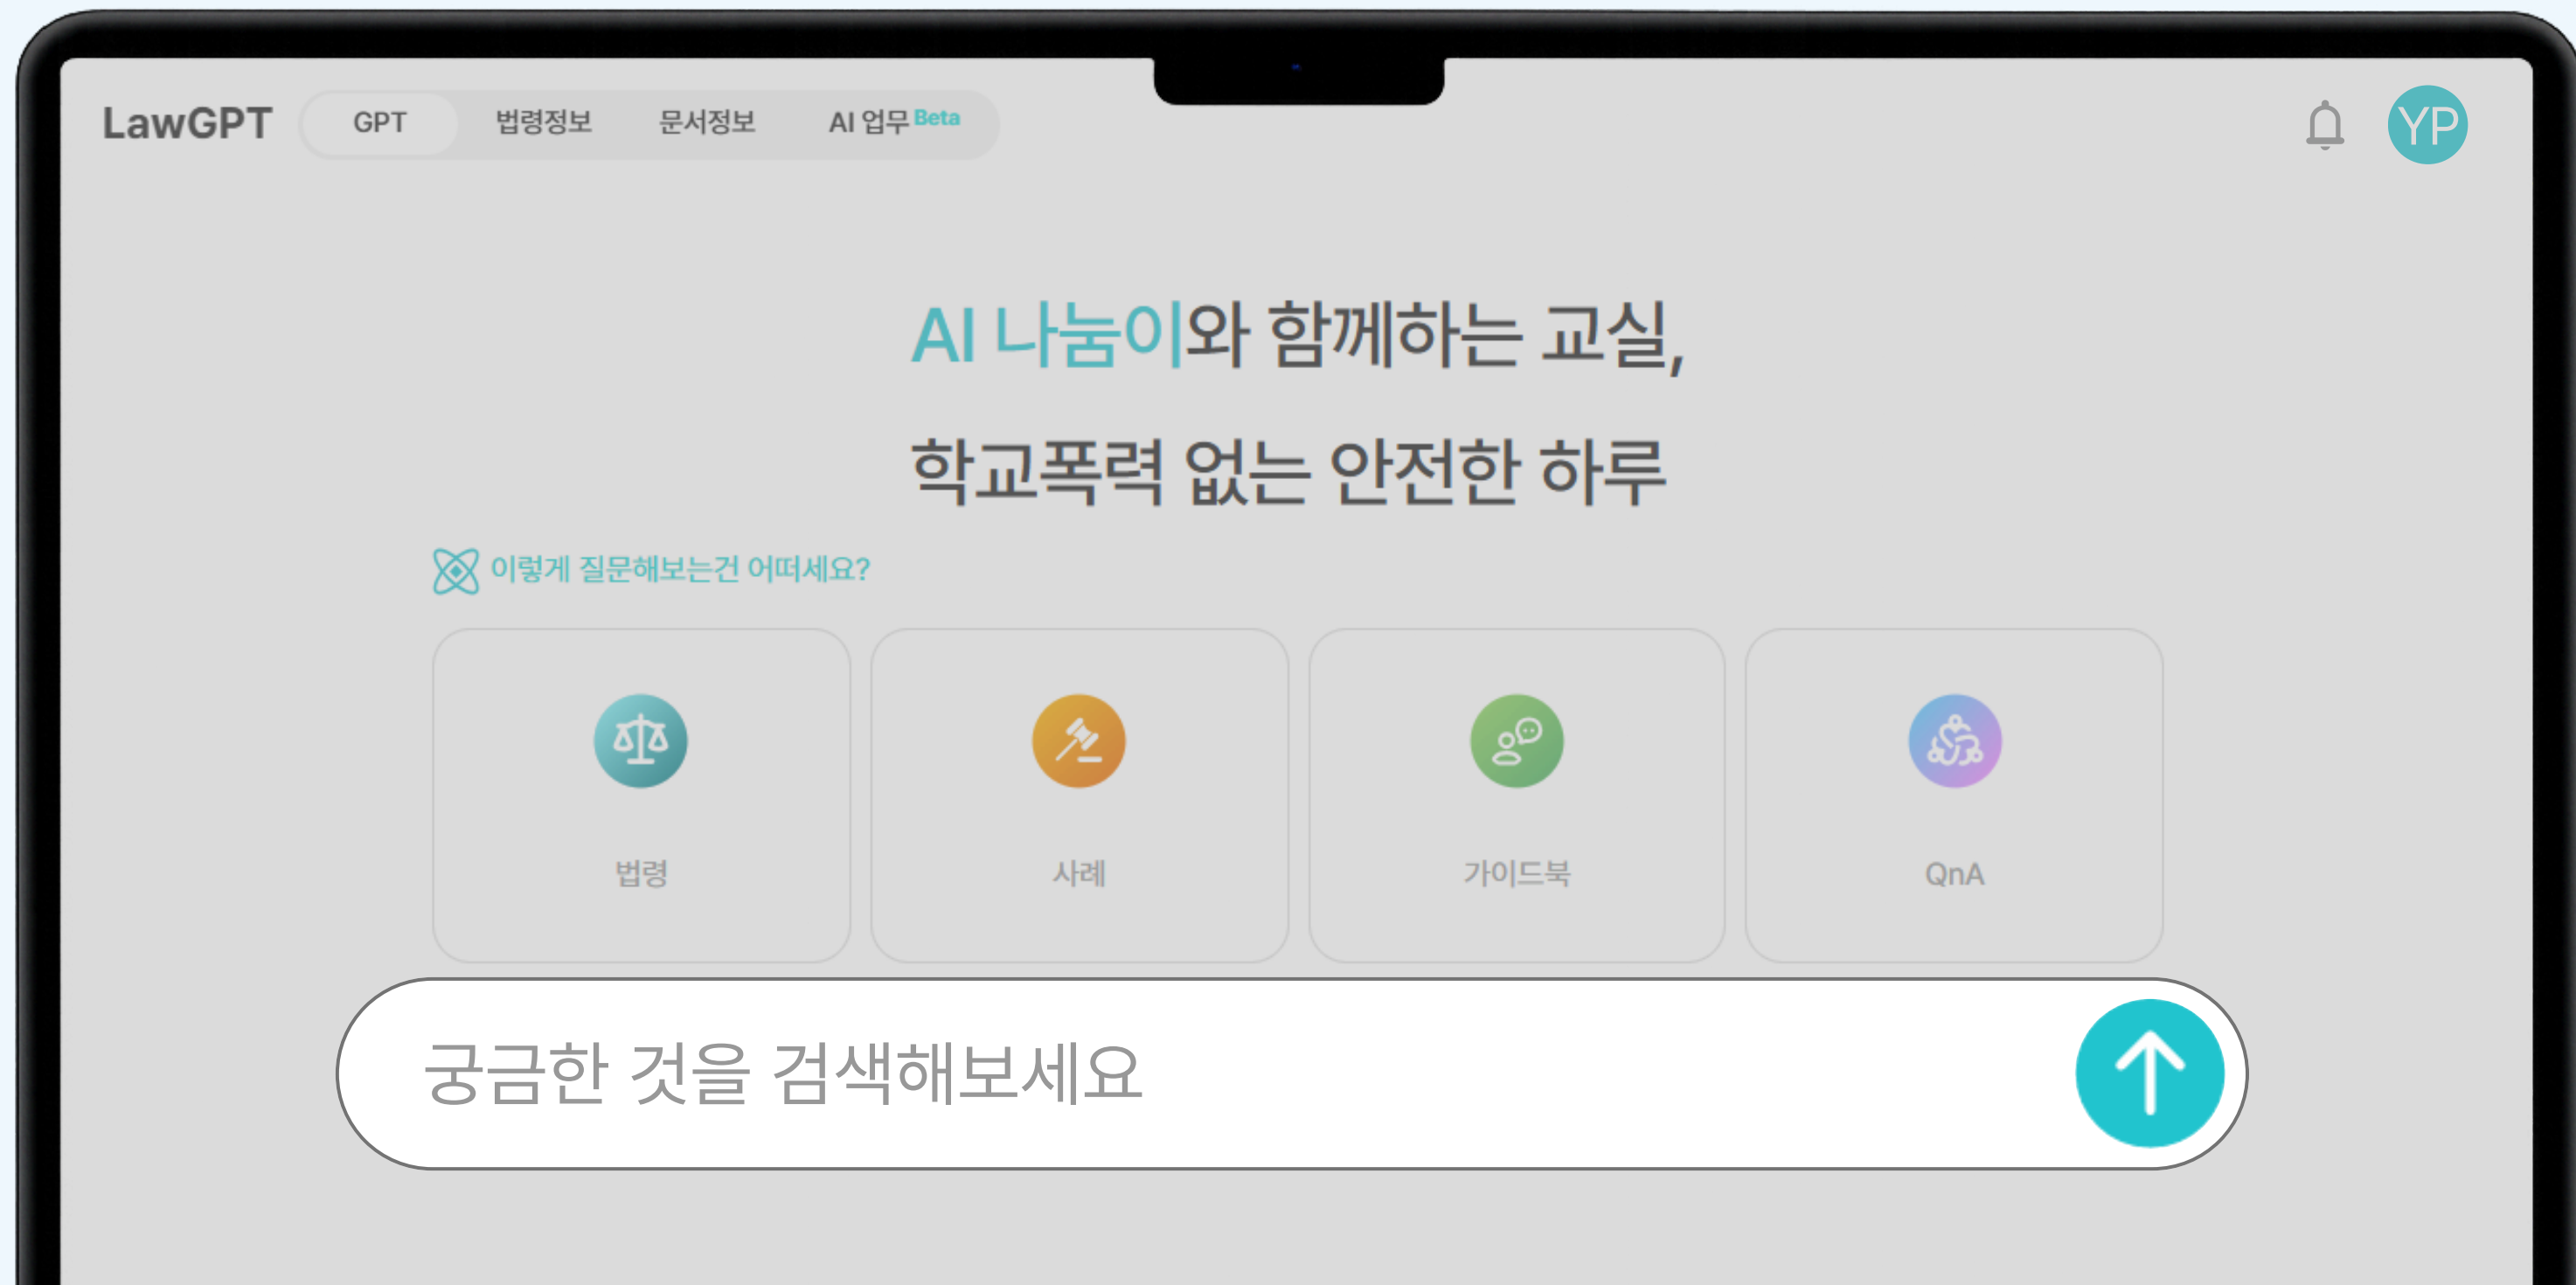 LawGPT GPT 법령정보 문서정보 AI 업무 Beta YP
AI 나눔이와 함께하는 교실,
학교폭력 없는 안전한 하루
이렇게 질문해보는건 어떠세요?
법령 사례 가이드북 QnA
궁금한 것을 검색해보세요